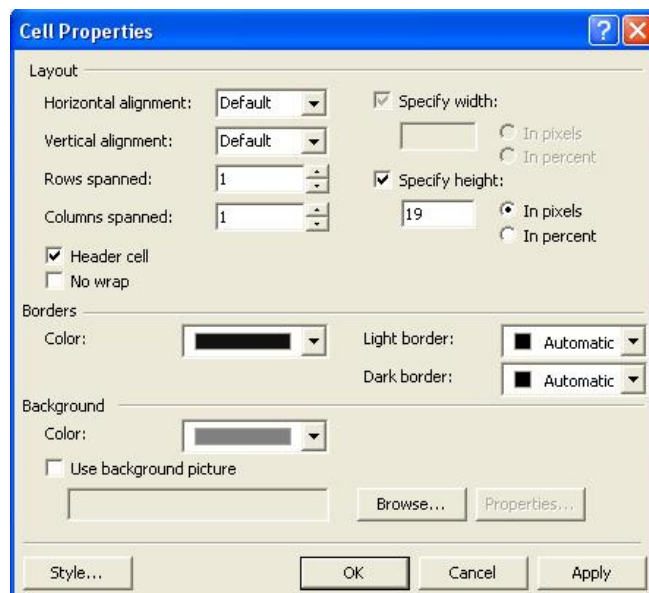 Cell Properties
Layout
Horizontal alignment: Default
Specify width:
In pixels
In percent
Vertical alignment: Default
Rows spanned: 1
Specify height:
19
In pixels
In percent
Columns spanned: 1
Header cell
No wrap
Borders
Color:
Light border: Automatic
Dark border: Automatic
Background
Color:
Use background picture
Browse... Properties...
Style... OK Cancel Apply